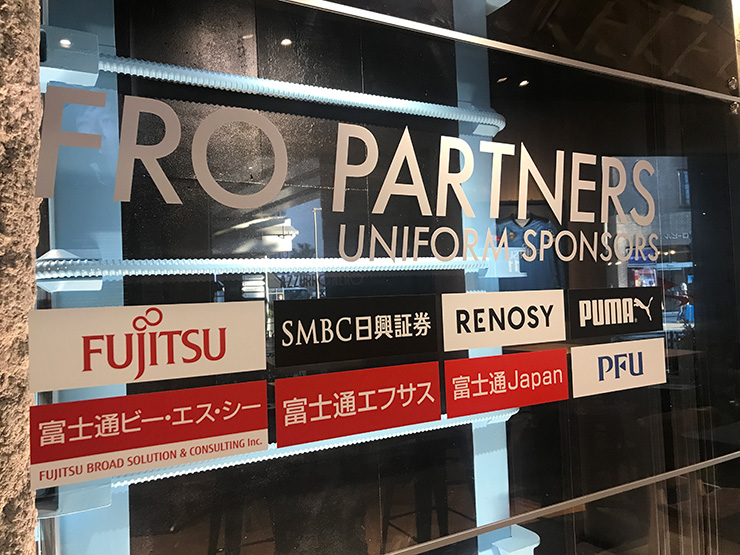 FRO PARTNERS
UNIFORM SPONSORS
FUJITSU
SMBC日興証券
RENOSY
PUMA
富士通ビー・エス・シー
FUJITSU BROAD SOLUTION & CONSULTING Inc.
富士通エフサス
富士通Japan
PFU